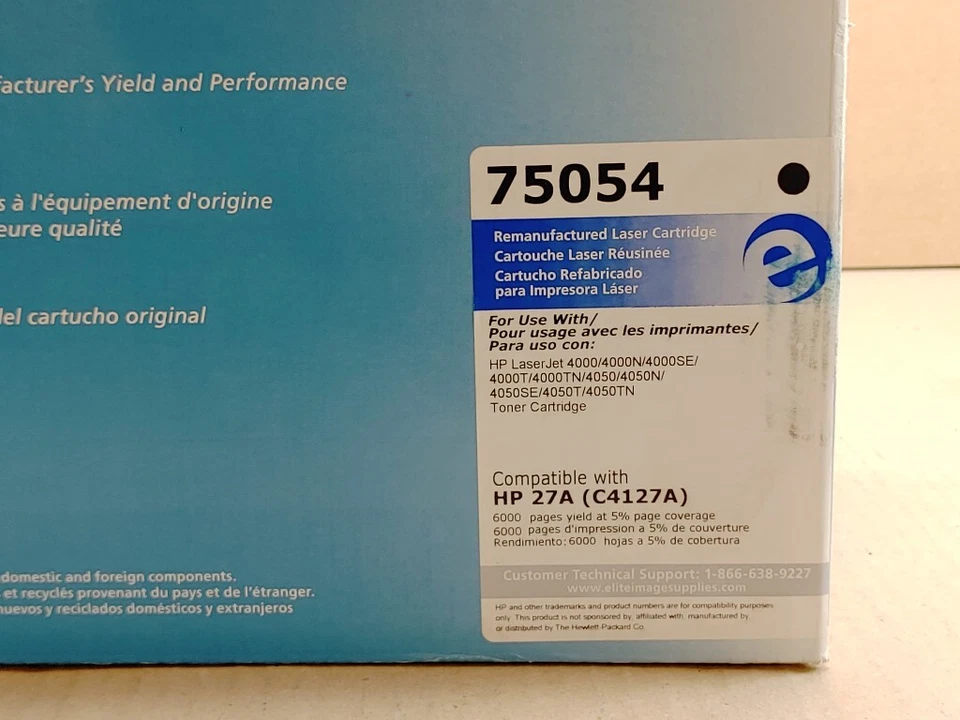 facturer's Yield and Performance
s à l'équipement d'origine
eure qualité
del cartucho original
domestic and foreign components.
et recyclés provenant du pays et de l'étranger.
nuevos y reciclados domésticos y extranjeros
75054
Remanufactured Laser Cartridge
Cartouche Laser Réusinée
Cartucho Refabricado
para Impresora Láser
e
For Use With/
Pour usage avec les imprimantes/
Para uso con:
HP LaserJet 4000/4000N/4000SE/
4000T/4000TN/4050/4050N/
4050SE/4050T/4050TN
Toner Cartridge
Compatible with
HP 27A (C4127A)
6000 pages yield at 5% page coverage
6000 pages d'impression a 5% de couverture
Rendimiento: 6000 hojas a 5% de cobertura
Customer Technical Support: 1-866-638-9227
www.eliteimagesupplies.com
HP and other trademarks and product numbers are for compatibility purposes
only. This product is not sponsored by, affiliated with, manufactured by,
or distributed by The Hewlett-Packard Co.